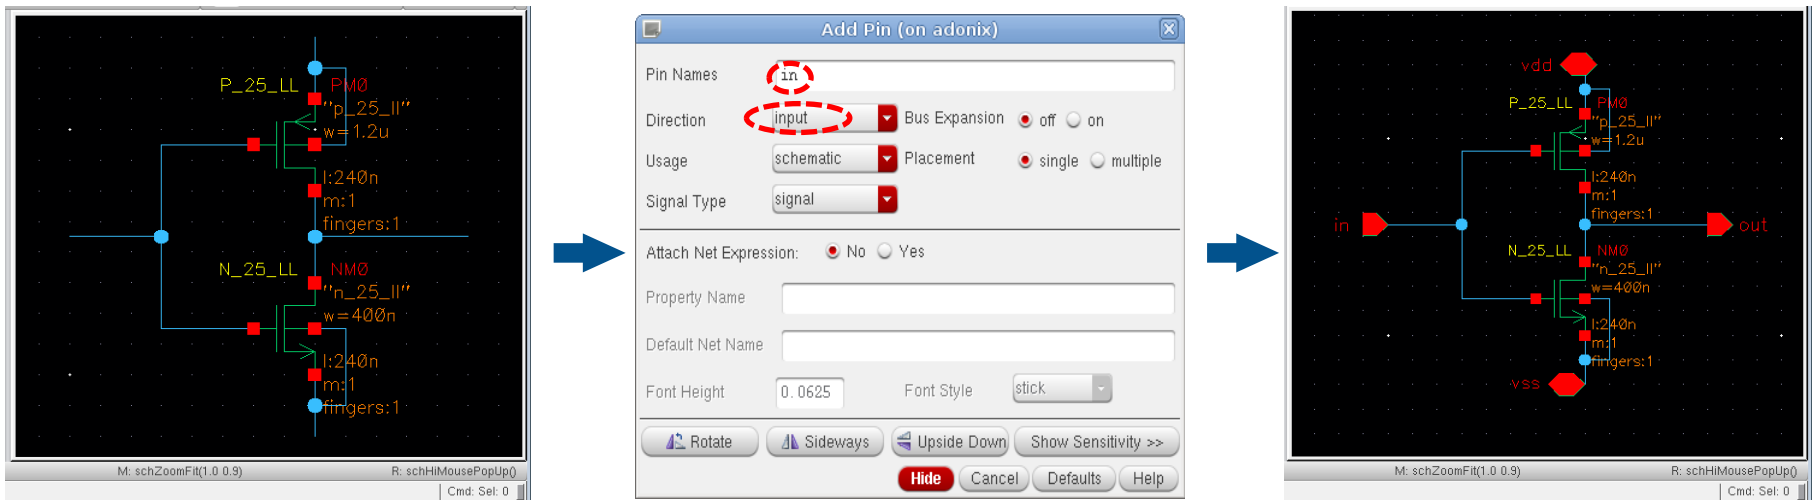 P_25_LL
PM0
"p_25_ll"
w=1.2u
l:240n
m:1
fingers:1
N_25_LL
NM0
"n_25_ll"
w=400n
l:240n
m:1
fingers:1
M: schZoomFit(1.0 0.9)
R: schHiMousePopUp()
Cmd: Sel: 0
Add Pin (on adonix)
Pin Names in
Direction input Bus Expansion off on
Usage schematic Placement single multiple
Signal Type signal
Attach Net Expression: No Yes
Property Name
Default Net Name
Font Height 0.0625 Font Style stick
Rotate Sideways Upside Down Show Sensitivity >>
Hide Cancel Defaults Help
vdd
P_25_LL
PM0
"p_25_ll"
w=1.2u
l:240n
m:1
fingers:1
in
out
N_25_LL
NM0
"n_25_ll"
w=400n
l:240n
m:1
fingers:1
vss
M: schZoomFit(1.0 0.9)
R: schHiMousePopUp()
Cmd: Sel: 0